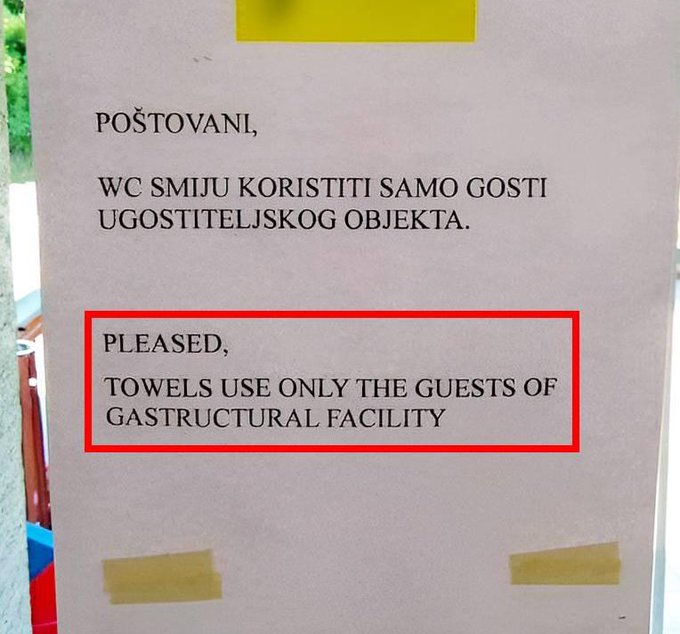 POŠTOVANI,
WC SMIJU KORISTITI SAMO GOSTI
UGOSTITELJSKOG OBJEKTA.
PLEASED,
TOWELS USE ONLY THE GUESTS OF
GASTRUCTURAL FACILITY